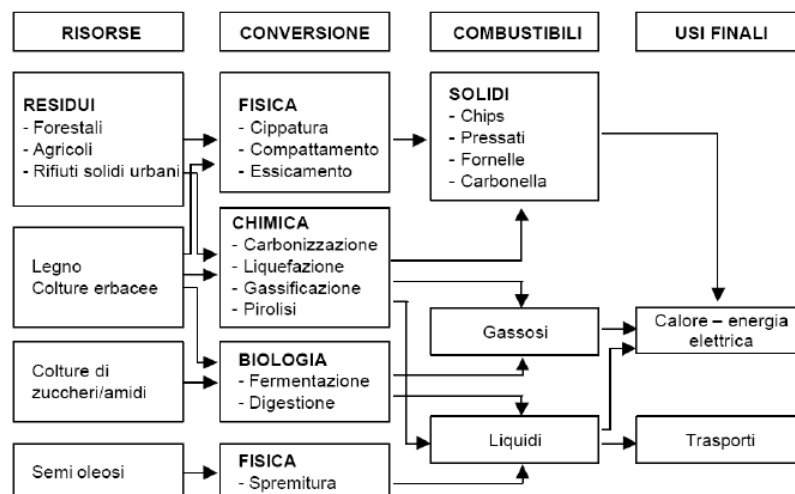 RISORSE
CONVERSIONE
COMBUSTIBILI
USI FINALI
RESIDUI
- Forestali
- Agricoli
- Rifiuti solidi urbani
Legno
Colture erbacee
Colture di
zuccheri/amidi
Semi oleosi
FISICA
- Cippatura
- Compattamento
- Essicamento
CHIMICA
- Carbonizzazione
- Liquefazione
- Gassificazione
- Pirolisi
BIOLOGIA
- Fermentazione
- Digestione
FISICA
- Spremitura
SOLIDI
- Chips
- Pressati
- Fornelle
- Carbonella
Gassosi
Liquidi
Calore – energia
elettrica
Trasporti